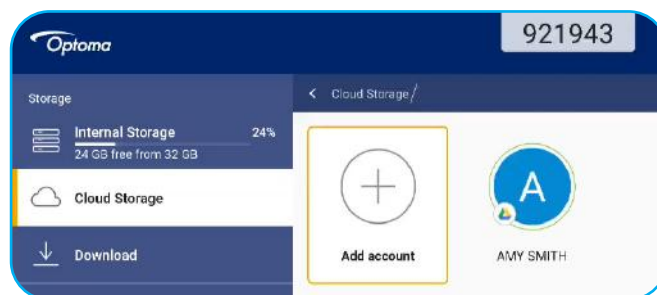 Optoma
921943
Storage
Internal Storage 24%
24 GB free from 32 GB
Cloud Storage
Download
< Cloud Storage/
Add account
A
AMY SMITH